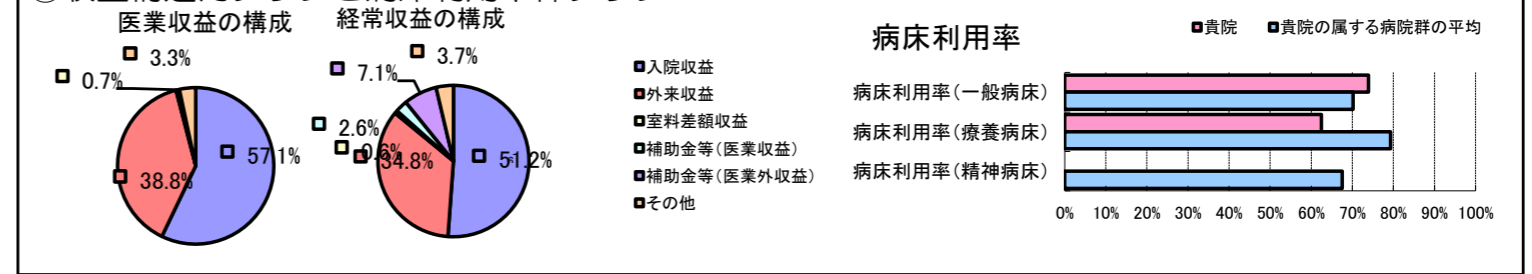 医業収益の構成
3.3%
0.7%
57.1%
38.8%
経常収益の構成
3.7%
7.1%
2.6%
0.6%
34.8%
51.2%
入院収益
外来収益
室料差額収益
補助金等(医業収益)
補助金等(医業外収益)
その他
病床利用率
貴院 貴院の属する病院群の平均
病床利用率(一般病床)
病床利用率(療養病床)
病床利用率(精神病床)
0% 10% 20% 30% 40% 50% 60% 70% 80% 90% 100%